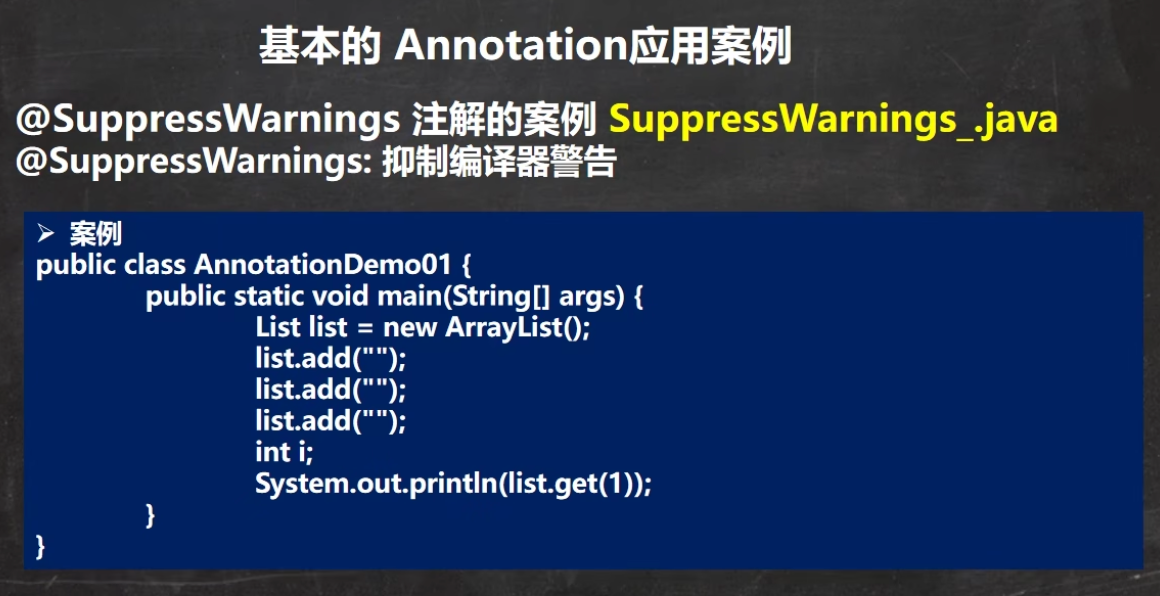 基本的 Annotation应用案例
@SuppressWarnings 注解的案例 SuppressWarnings_.java
@SuppressWarnings: 抑制编译器警告
➢ 案例
public class AnnotationDemo01 {
public static void main(String[] args) {
List list = new ArrayList();
list.add("");
list.add("");
list.add("");
int i;
System.out.println(list.get(1));
}
}